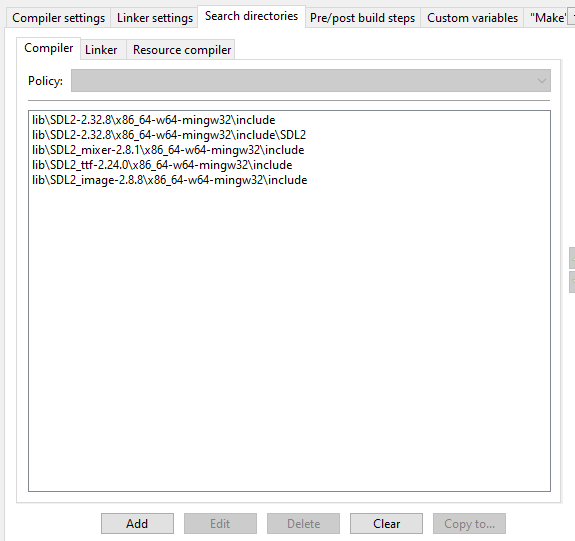 Compiler settings Linker settings Search directories Pre/post build steps Custom variables "Make"
Compiler Linker Resource compiler
Policy:
lib\SDL2-2.32.8\x86_64-w64-mingw32\include
lib\SDL2-2.32.8\x86_64-w64-mingw32\include\SDL2
lib\SDL2_mixer-2.8.1\x86_64-w64-mingw32\include
lib\SDL2_ttf-2.24.0\x86_64-w64-mingw32\include
lib\SDL2_image-2.8.8\x86_64-w64-mingw32\include
Add Edit Delete Clear Copy to...